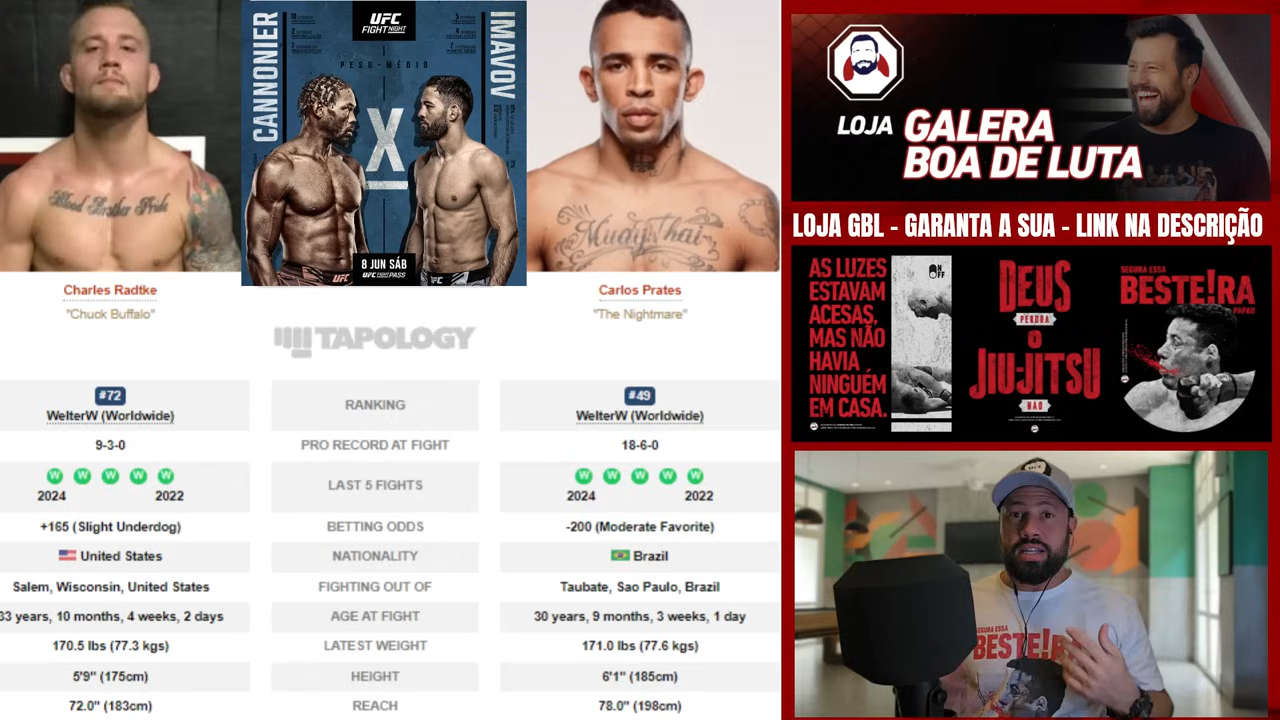 Blood Brother Pride
CANNONIER
UFC
FIGHT NIGHT
PESO-MÉDIO
IMAVOV
X
8 JUN SÁB
UFC FIGHT PASS
UFC
Muay Thai
Charles Radtke
"Chuck Buffalo"
Carlos Prates
"The Nightmare"
TAPOLOGY
#72
WelterW (Worldwide)
RANKING
#49
WelterW (Worldwide)
9-3-0
PRO RECORD AT FIGHT
18-6-0
W W W W W
2024 2022
LAST 5 FIGHTS
W W W W W
2024 2022
+165 (Slight Underdog)
BETTING ODDS
-200 (Moderate Favorite)
United States
NATIONALITY
Brazil
Salem, Wisconsin, United States
FIGHTING OUT OF
Taubate, Sao Paulo, Brazil
33 years, 10 months, 4 weeks, 2 days
AGE AT FIGHT
30 years, 9 months, 3 weeks, 1 day
170.5 lbs (77.3 kgs)
LATEST WEIGHT
171.0 lbs (77.6 kgs)
5'9" (175cm)
HEIGHT
6'1" (185cm)
72.0" (183cm)
REACH
78.0" (198cm)
LOJA GALERA
BOA DE LUTA
LOJA GBL - GARANTA A SUA - LINK NA DESCRIÇÃO
AS LUZES
ESTAVAM
ACESAS,
MAS NÃO
HAVIA
NINGUÉM
EM CASA.
ON
OFF
DEUS
PERDOA
O
JIU-JITSU
NÃO
SEGURA ESSA
BESTE!RA
PAPAI!
UFC
SEGURA ESSA
BESTE!R